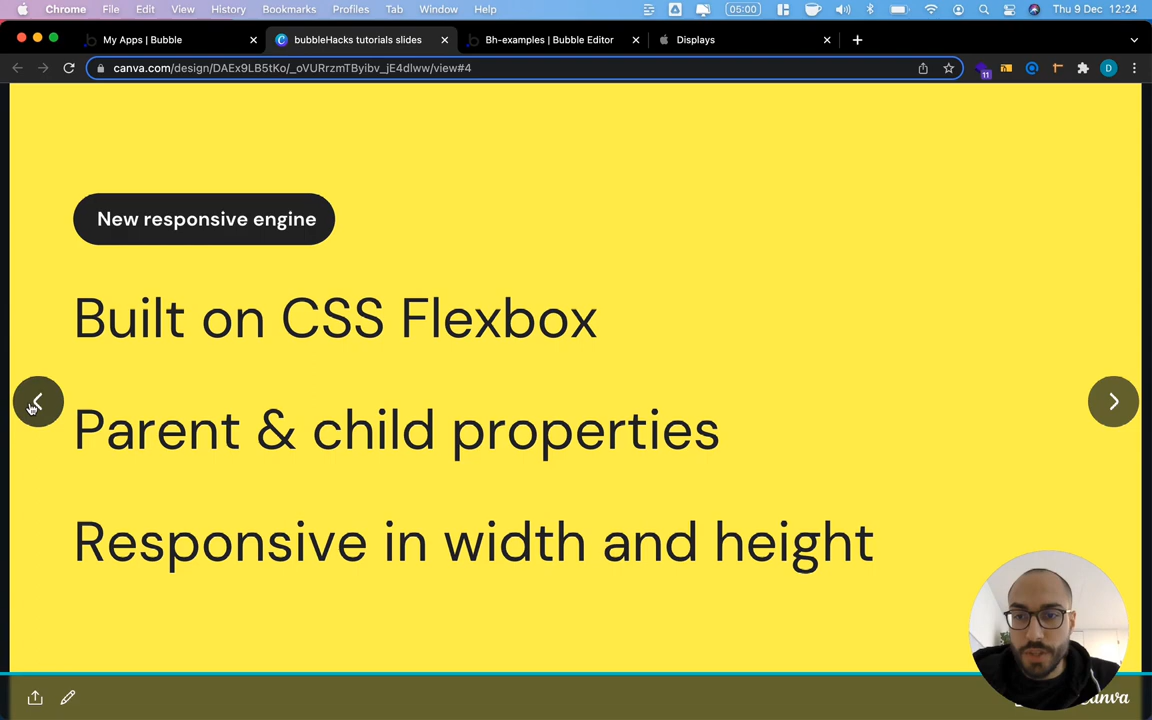 Chrome File Edit View History Bookmarks Profiles Tab Window Help 05:00 Thu 9 Dec 12:24
My Apps | Bubble bubbleHacks tutorials slides Bh-examples | Bubble Editor Displays
canva.com/design/DAEx9LB5tKo/_oVURrzmTByibv_jE4dlww/view#4 11 D
New responsive engine
Built on CSS Flexbox
Parent & child properties
Responsive in width and height